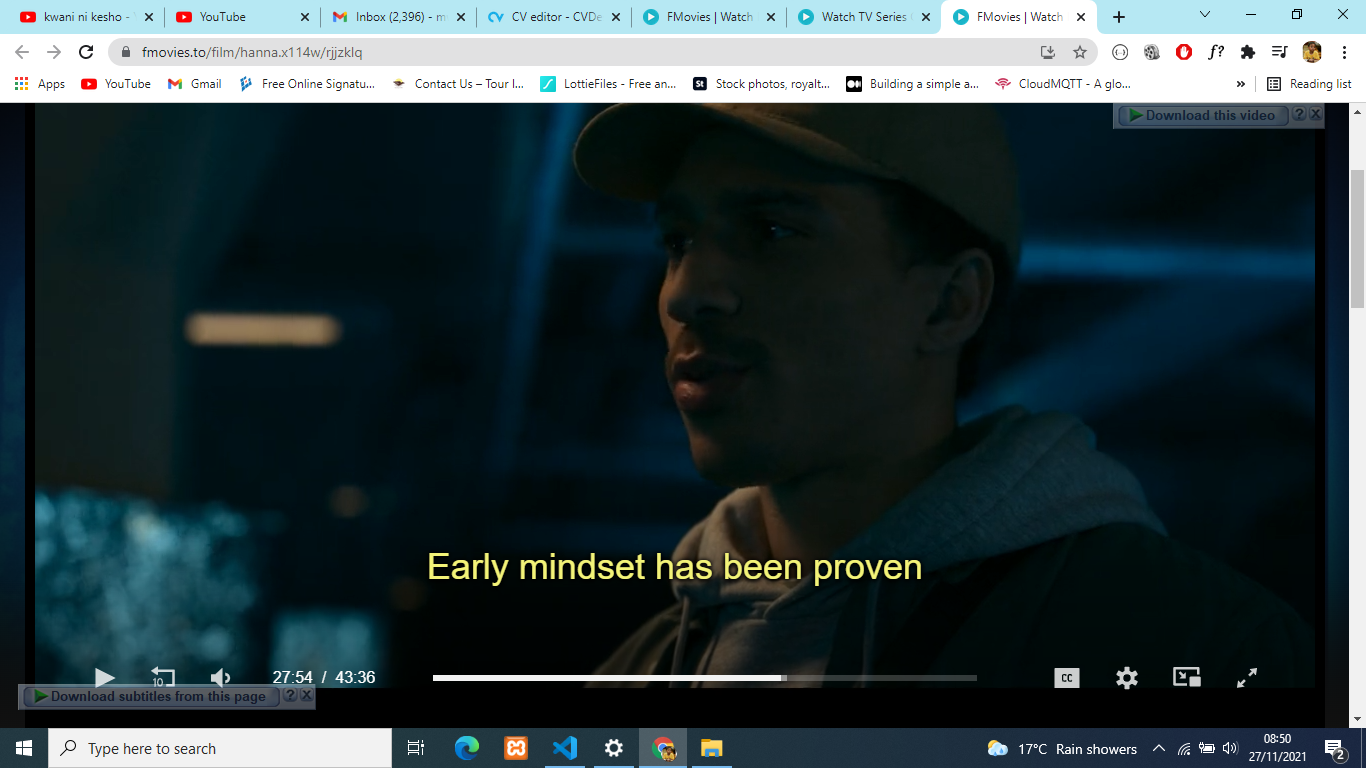 kwani ni kesho -
YouTube
Inbox (2,396) - m
CV editor - CVDe
FMovies | Watch
Watch TV Series
FMovies | Watch
fmovies.to/film/hanna.x114w/rjjzklq
f?
Apps
YouTube
Gmail
Free Online Signatu...
Contact Us – Tour I...
LottieFiles - Free an...
St
Stock photos, royalt...
Building a simple a...
CloudMQTT - A glo...
»
Reading list
Download this video
?
Early mindset has been proven
10
27:54 / 43:36
CC
Download subtitles from this page
?
Type here to search
17°C Rain showers
08:50
27/11/2021
2